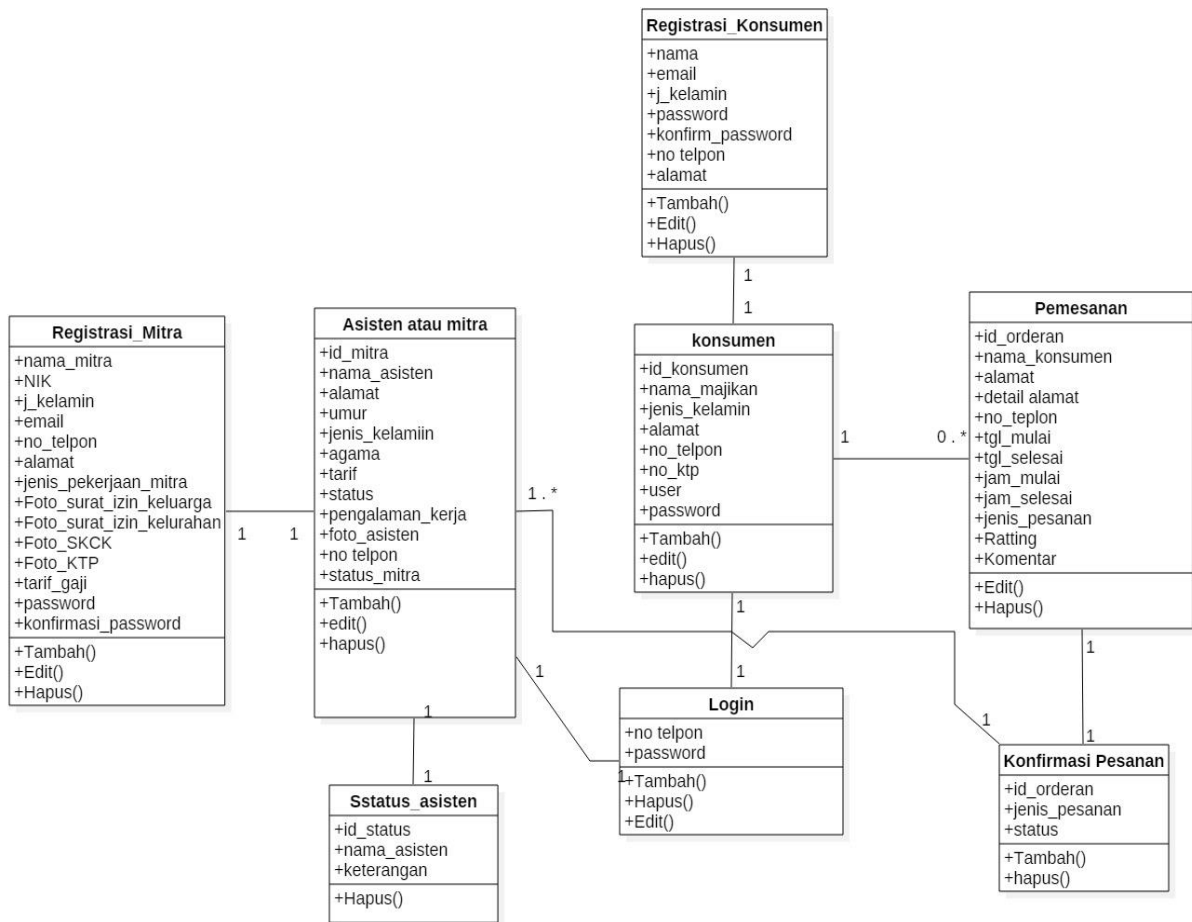 Registrasi_Konsumen
+nama
+email
+j_kelamin
+password
+konfirm_password
+no telpon
+alamat
+Tambah()
+Edit()
+Hapus()
1
1
Registrasi_Mitra
+nama_mitra
+NIK
+j_kelamin
+email
+no_telpon
+alamat
+jenis_pekerjaan_mitra
+Foto_surat_izin_keluarga
+Foto_surat_izin_kelurahan
+Foto_SKCK
+Foto_KTP
+tarif_gaji
+password
+konfirmasi_password
+Tambah()
+Edit()
+Hapus()
1
1
Asisten atau mitra
+id_mitra
+nama_asisten
+alamat
+umur
+jenis_kelamiin
+agama
+tarif
+status
+pengalaman_kerja
+foto_asisten
+no telpon
+status_mitra
+Tambah()
+edit()
+hapus()
1 . *
1
1
1
konsumen
+id_konsumen
+nama_majikan
+jenis_kelamin
+alamat
+no_telpon
+no_ktp
+user
+password
+Tambah()
+edit()
+hapus()
1
0 . *
1
1
Pemesanan
+id_orderan
+nama_konsumen
+alamat
+detail alamat
+no_teplon
+tgl_mulai
+tgl_selesai
+jam_mulai
+jam_selesai
+jenis_pesanan
+Ratting
+Komentar
+Edit()
+Hapus()
1
1
1
Sstatus_asisten
+id_status
+nama_asisten
+keterangan
+Hapus()
Login
+no telpon
+password
1
+Tambah()
+Hapus()
+Edit()
Konfirmasi Pesanan
+id_orderan
+jenis_pesanan
+status
+Tambah()
+hapus()